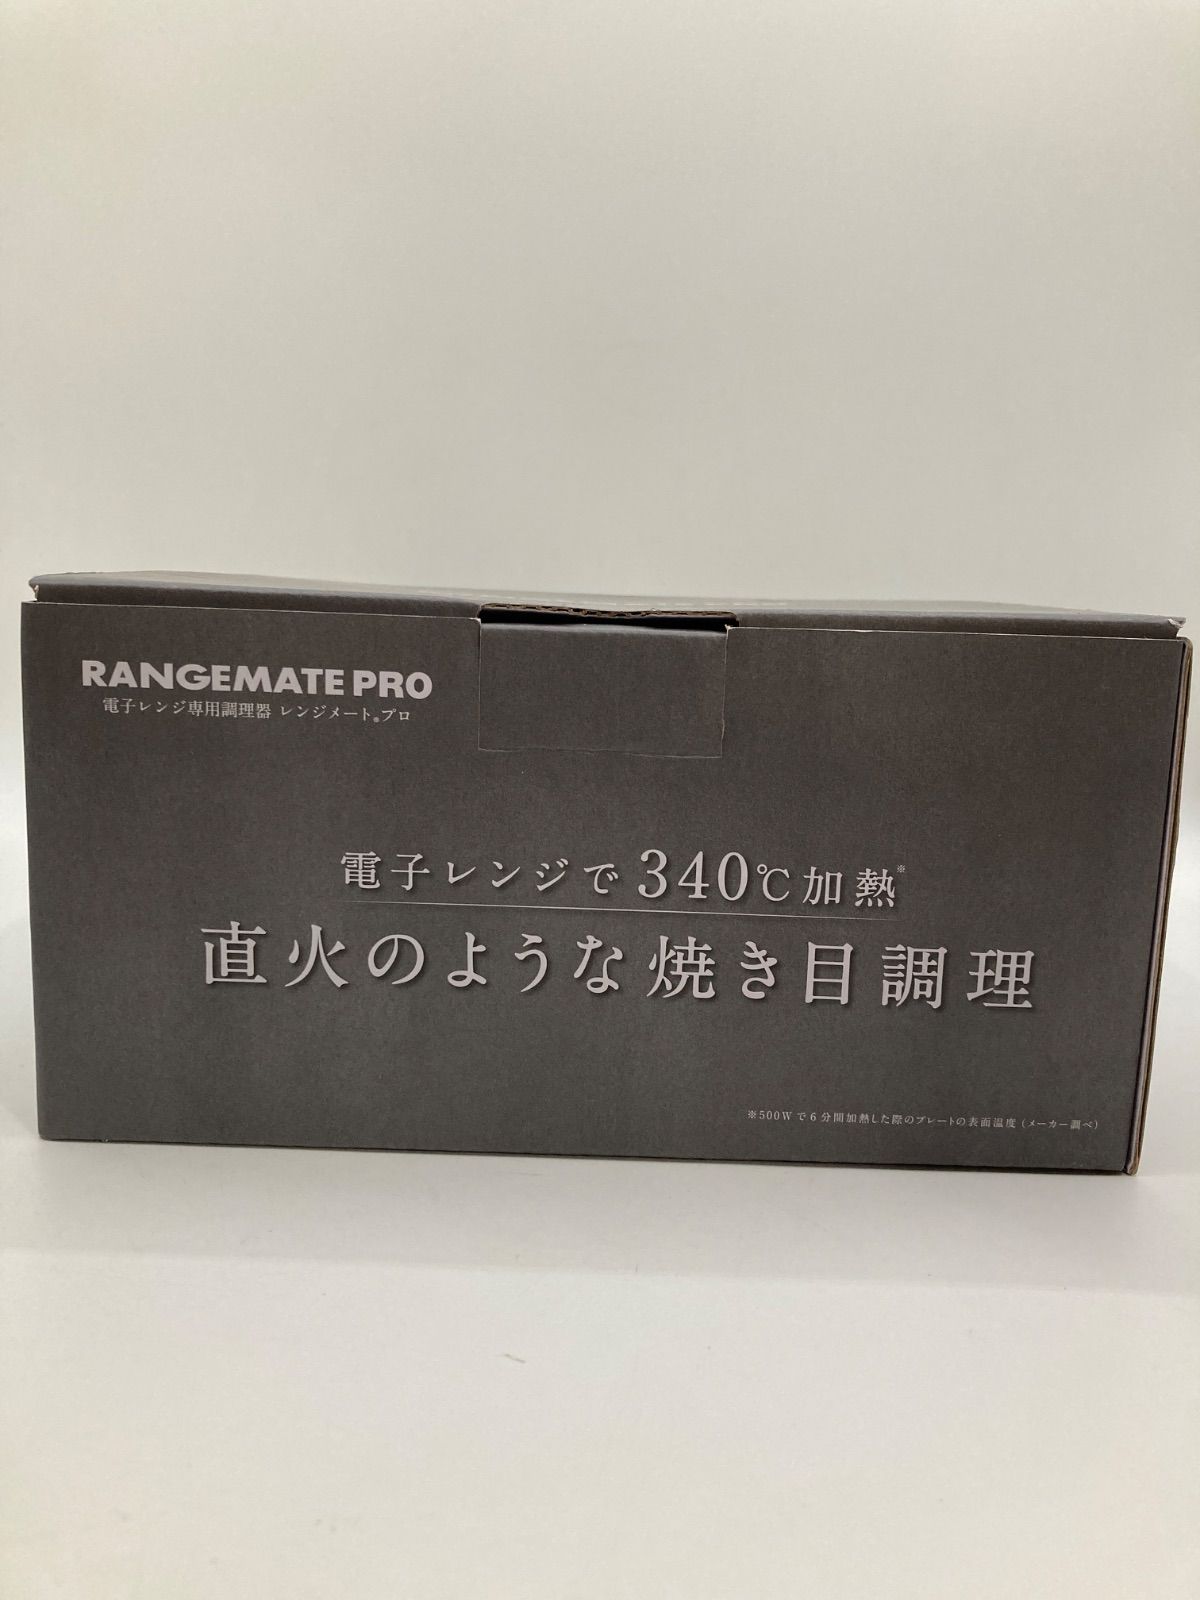 RANGEMATE PRO
電子レンジ専用調理器 レンジメート®プロ
電子レンジで340℃加熱※
直火のような焼き目調理
※500Wで6分間加熱した際のプレートの表面温度(メーカー調べ)